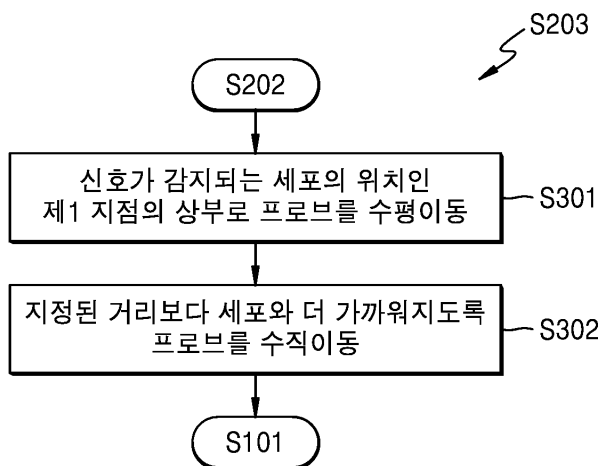 S203
S202
신호가 감지되는 세포의 위치인
제1 지점의 상부로 프로브를 수평이동
S301
지정된 거리보다 세포와 더 가까워지도록
프로브를 수직이동
S302
S101